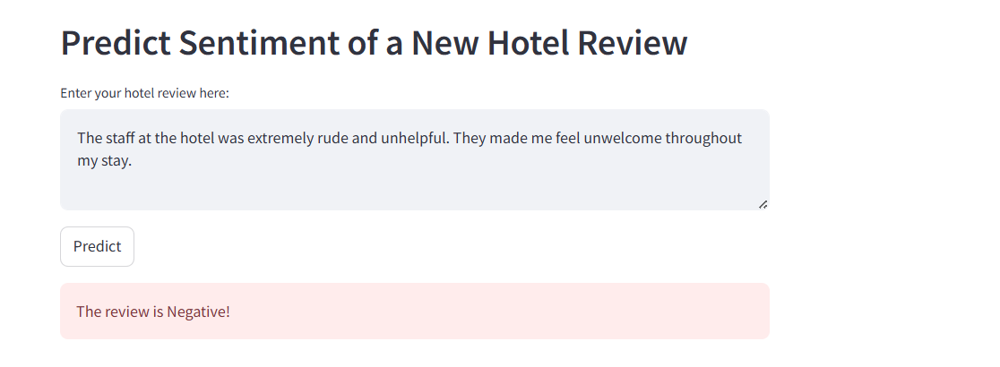 Predict Sentiment of a New Hotel Review
Enter your hotel review here:
The staff at the hotel was extremely rude and unhelpful. They made me feel unwelcome throughout
my stay.
Predict
The review is Negative!